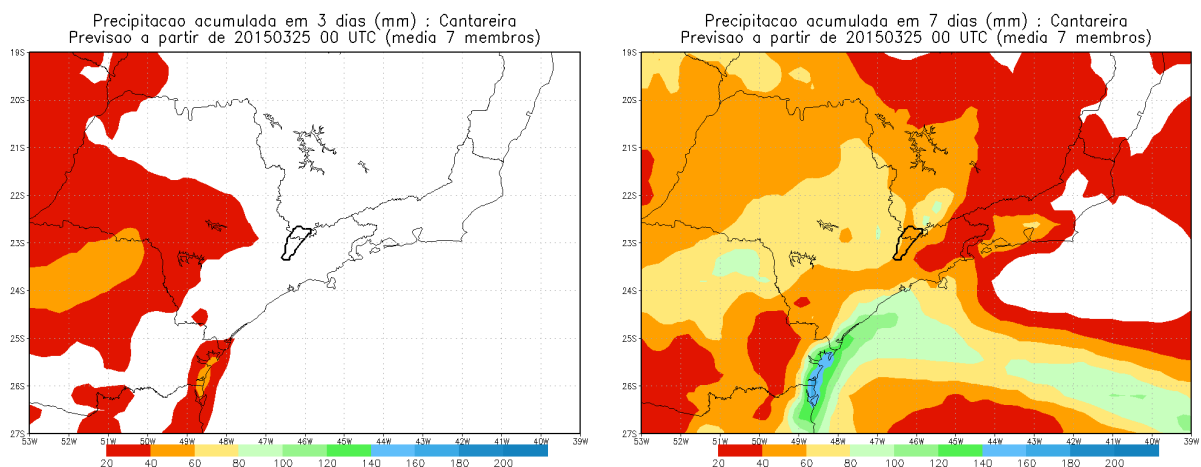 Precipitacao acumulada em 3 dias (mm) : Cantareira
Previsao a partir de 20150325 00 UTC (media 7 membros)
19S
20S
21S
22S
23S
24S
25S
26S
27S
53W 52W 51W 50W 49W 48W 47W 46W 45W 44W 43W 42W 41W 40W 39W
20 40 60 80 100 120 140 160 180 200
Precipitacao acumulada em 7 dias (mm) : Cantareira
Previsao a partir de 20150325 00 UTC (media 7 membros)
19S
20S
21S
22S
23S
24S
25S
26S
27S
53W 52W 51W 50W 49W 48W 47W 46W 45W 44W 43W 42W 41W 40W 39W
20 40 60 80 100 120 140 160 180 200